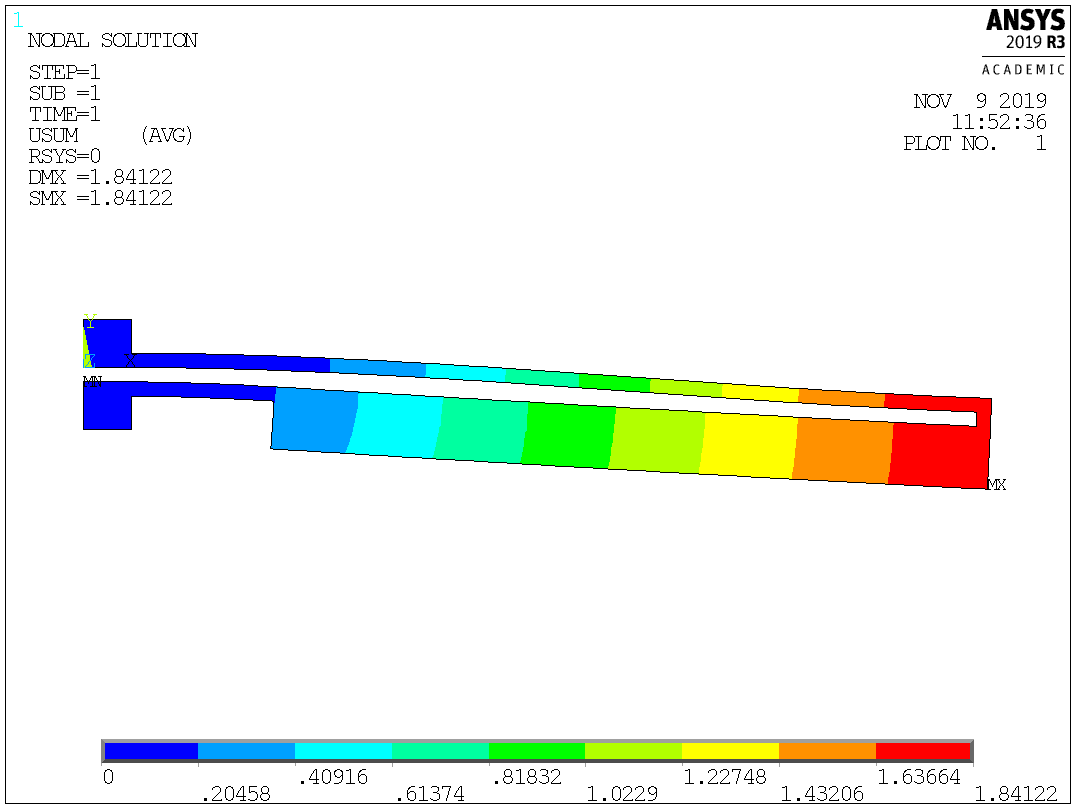 1
NODAL SOLUTION
STEP=1
SUB =1
TIME=1
USUM (AVG)
RSYS=0
DMX =1.84122
SMX =1.84122
ANSYS
2019 R3
ACADEMIC
NOV 9 2019
11:52:36
PLOT NO. 1
Y
Z X
MN
MX
0 .40916 .81832 1.22748 1.63664
.20458 .61374 1.0229 1.43206 1.84122